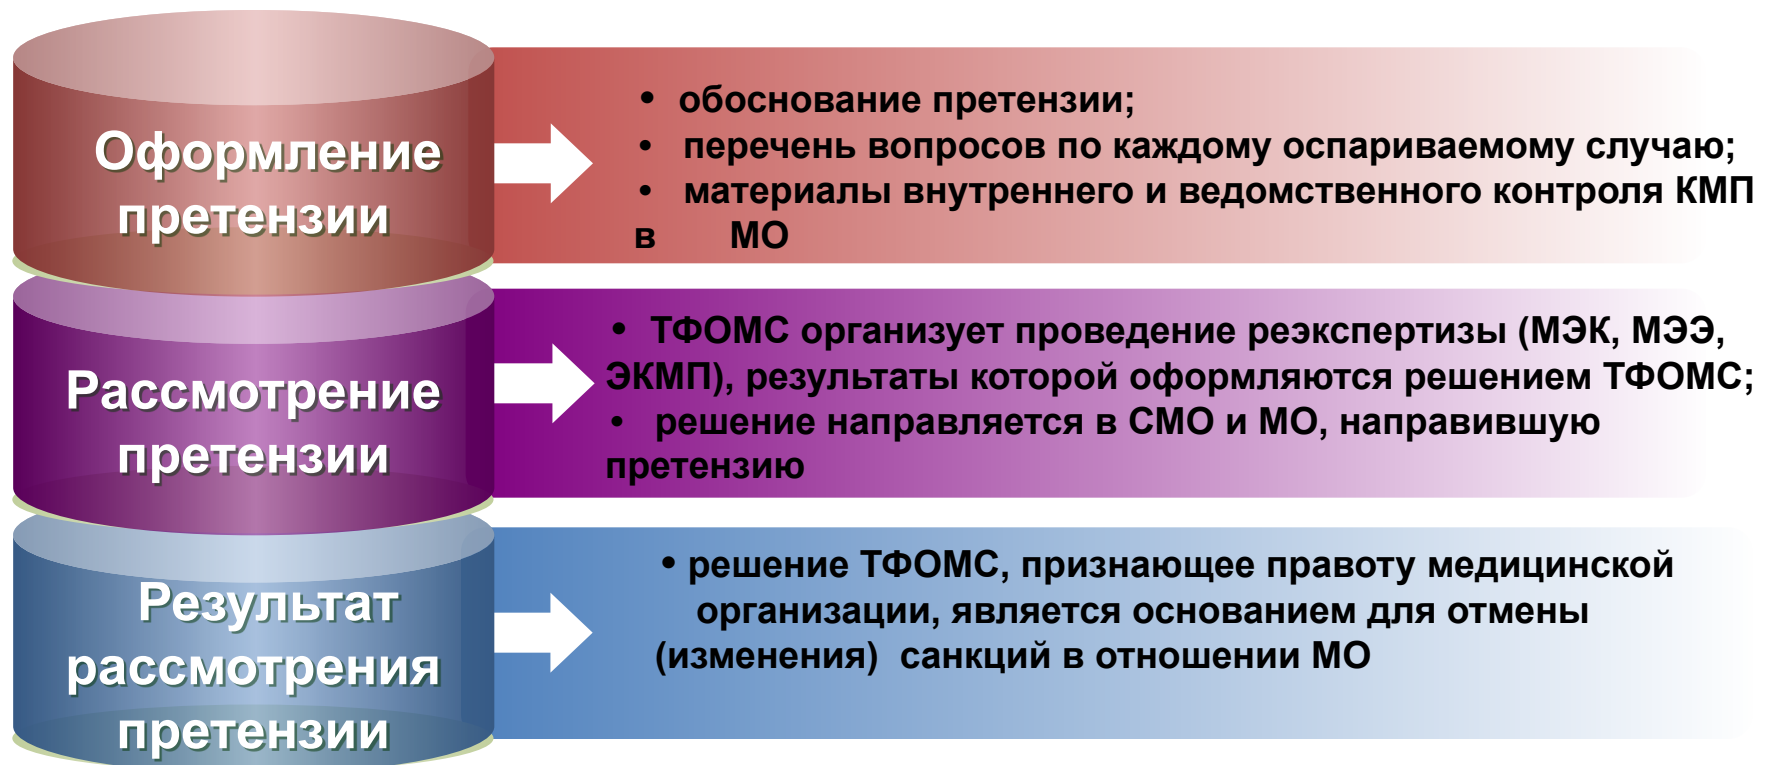 Оформление
претензии
• обоснование претензии;
• перечень вопросов по каждому оспариваемому случаю;
• материалы внутреннего и ведомственного контроля КМП
в МО
Рассмотрение
претензии
• ТФОМС организует проведение реэкспертизы (МЭК, МЭЭ,
ЭКМП), результаты которой оформляются решением ТФОМС;
• решение направляется в СМО и МО, направившую
претензию
Результат
рассмотрения
претензии
• решение ТФОМС, признающее правоту медицинской
организации, является основанием для отмены
(изменения) санкций в отношении МО